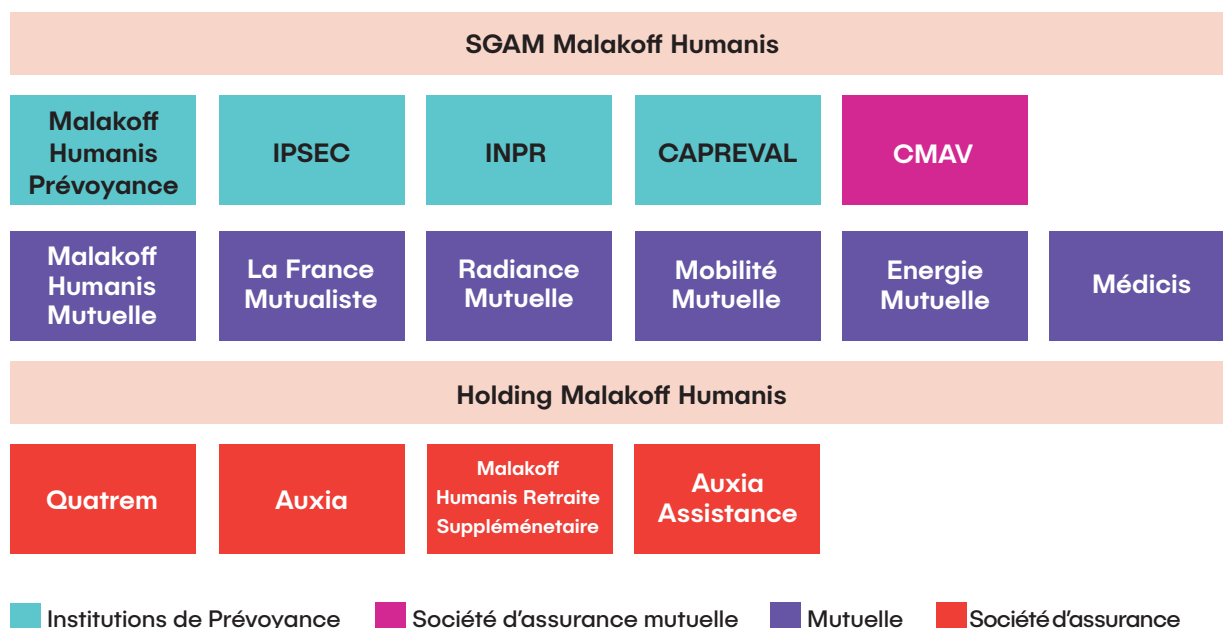 SGAM Malakoff Humanis
Malakoff
Humanis
Prévoyance
IPSEC
INPR
CAPREVAL
CMAV
Malakoff
Humanis
Mutuelle
La France
Mutualiste
Radiance
Mutuelle
Mobilité
Mutuelle
Energie
Mutuelle
Médicis
Holding Malakoff Humanis
Quatrem
Auxia
Malakoff
Humanis Retraite
Suppléménetaire
Auxia
Assistance
Institutions de Prévoyance
Société d'assurance mutuelle
Mutuelle
Société d'assurance